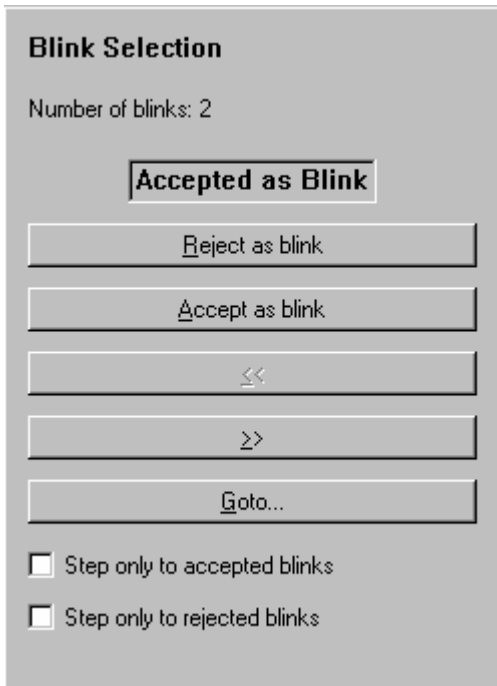 Blink Selection
Number of blinks: 2
Accepted as Blink
Reject as blink
Accept as blink
<<
>>
Goto...
Step only to accepted blinks
Step only to rejected blinks